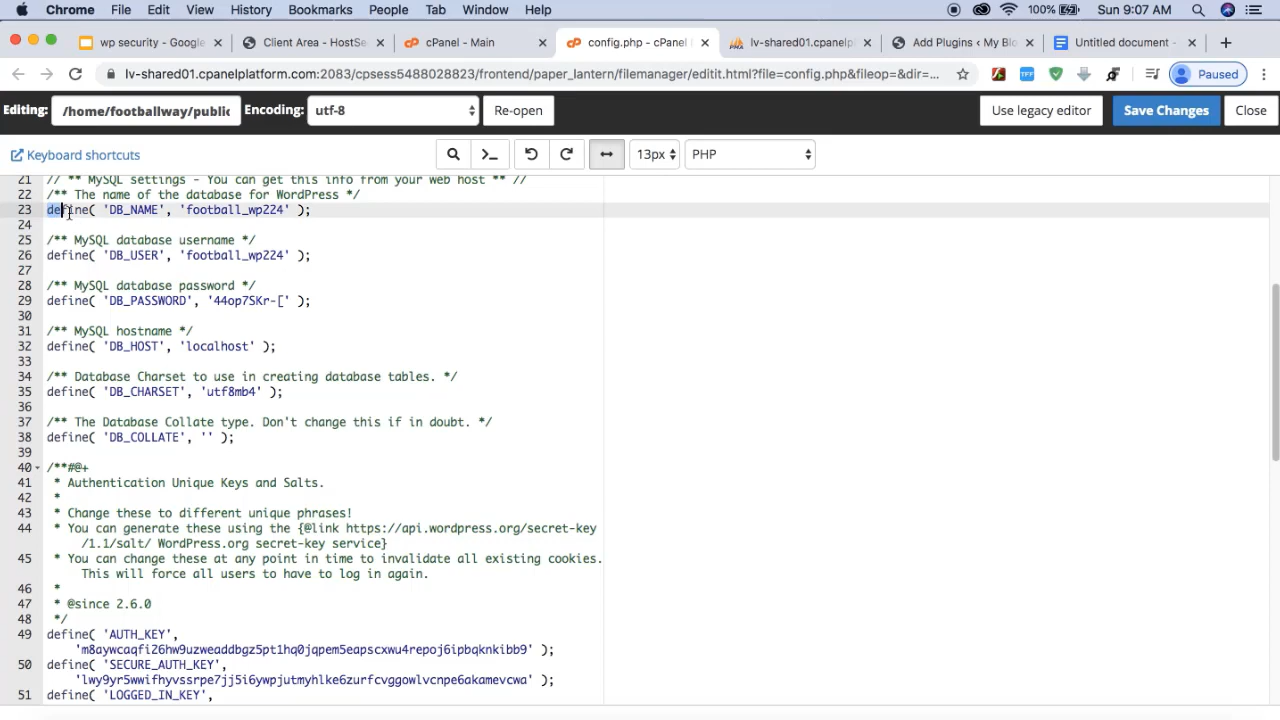 Chrome File Edit View History Bookmarks People Tab Window Help 100% Sun 9:07 AM
wp security - Google Client Area - HostSe cPanel - Main config.php - cPanel lv-shared01.cpanelp Add Plugins ‹ My Blo Untitled document -
lv-shared01.cpanelplatform.com:2083/cpsess5488028823/frontend/paper_lantern/filemanager/editit.html?file=config.php&fileop=&dir=... TFF Paused
Editing: /home/footballway/public Encoding: utf-8 Re-open Use legacy editor Save Changes Close
Keyboard shortcuts 13px PHP
21 // ** MySQL settings - You can get this info from your web host ** //
22 /** The name of the database for WordPress */
23 define( 'DB_NAME', 'football_wp224' );
24
25 /** MySQL database username */
26 define( 'DB_USER', 'football_wp224' );
27
28 /** MySQL database password */
29 define( 'DB_PASSWORD', '44op7SKr-[' );
30
31 /** MySQL hostname */
32 define( 'DB_HOST', 'localhost' );
33
34 /** Database Charset to use in creating database tables. */
35 define( 'DB_CHARSET', 'utf8mb4' );
36
37 /** The Database Collate type. Don't change this if in doubt. */
38 define( 'DB_COLLATE', '' );
39
40 /**#@+
41 * Authentication Unique Keys and Salts.
42 *
43 * Change these to different unique phrases!
44 * You can generate these using the {@link https://api.wordpress.org/secret-key
/1.1/salt/ WordPress.org secret-key service}
45 * You can change these at any point in time to invalidate all existing cookies.
This will force all users to have to log in again.
46 *
47 * @since 2.6.0
48 */
49 define( 'AUTH_KEY',
'm8aywcaqfi26hw9uzweaddbgz5pt1hq0jqpem5eapscxwu4repoj6ipbqknkibb9' );
50 define( 'SECURE_AUTH_KEY',
'lwy9yr5wwifhyvssrpe7jj5i6ywpjutmyhlke6zurfcvggowlvcnpe6akamevcwa' );
51 define( 'LOGGED_IN_KEY',